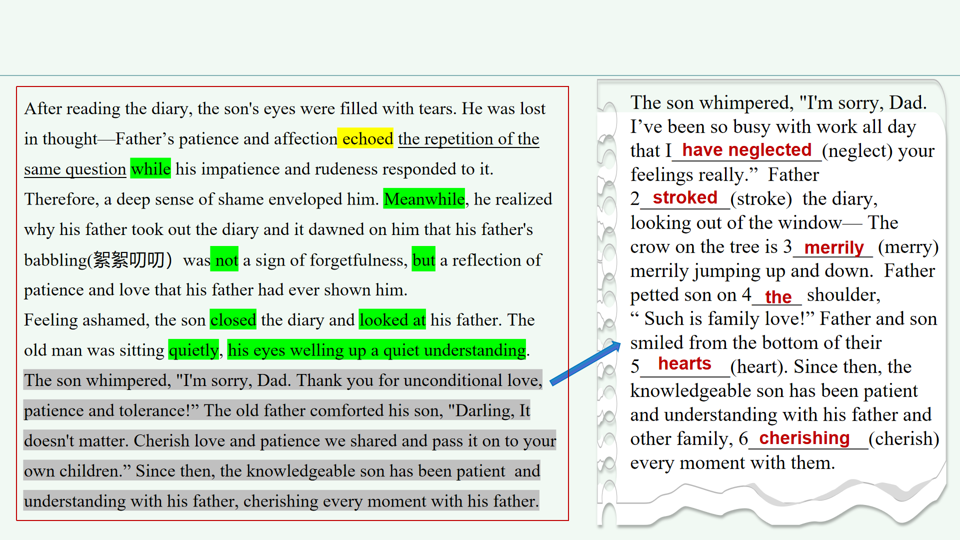 After reading the diary, the son's eyes were filled with tears. He was lost
in thought—Father’s patience and affection echoed the repetition of the
same question while his impatience and rudeness responded to it.
Therefore, a deep sense of shame enveloped him. Meanwhile, he realized
why his father took out the diary and it dawned on him that his father's
babbling(絮絮叨叨）was not a sign of forgetfulness, but a reflection of
patience and love that his father had ever shown him.
Feeling ashamed, the son closed the diary and looked at his father. The
old man was sitting quietly, his eyes welling up a quiet understanding.
The son whimpered, "I'm sorry, Dad. Thank you for unconditional love,
patience and tolerance!” The old father comforted his son, "Darling, It
doesn't matter. Cherish love and patience we shared and pass it on to your
own children.” Since then, the knowledgeable son has been patient and
understanding with his father, cherishing every moment with his father.
The son whimpered, "I'm sorry, Dad.
I’ve been so busy with work all day
that I have neglected (neglect) your
feelings really.” Father
2 stroked (stroke) the diary,
looking out of the window— The
crow on the tree is 3 merrily (merry)
merrily jumping up and down. Father
petted son on 4 the shoulder,
“ Such is family love!” Father and son
smiled from the bottom of their
5 hearts (heart). Since then, the
knowledgeable son has been patient
and understanding with his father and
other family, 6 cherishing (cherish)
every moment with them.